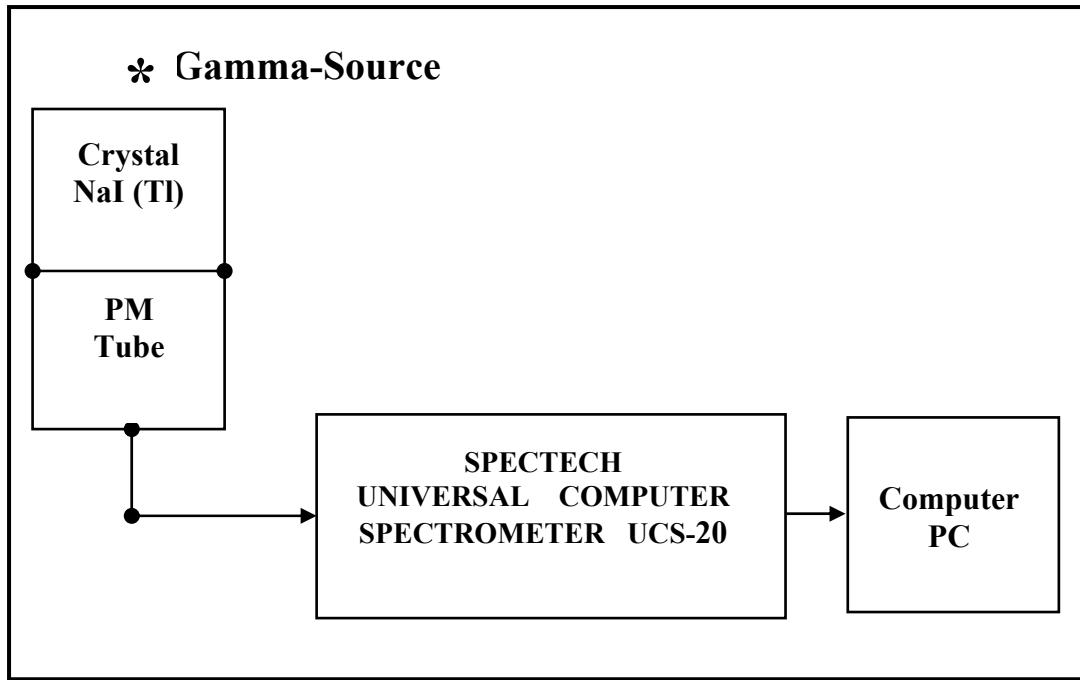 * Gamma-Source
Crystal
NaI (Tl)
PM
Tube
SPECTECH
UNIVERSAL COMPUTER
SPECTROMETER UCS-20
Computer
PC